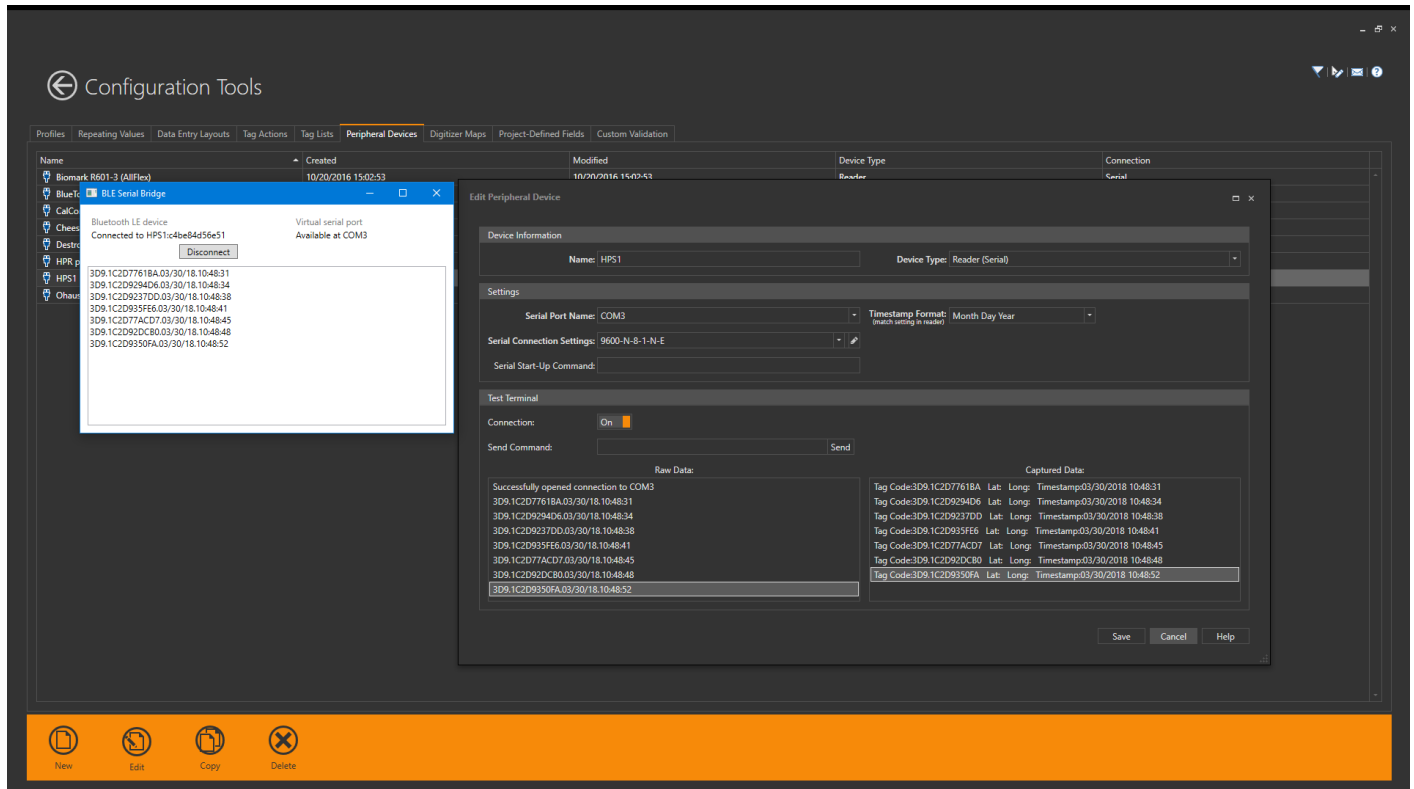 Configuration Tools
Profiles Repeating Values Data Entry Layouts Tag Actions Tag Lists Peripheral Devices Digitizer Maps Project-Defined Fields Custom Validation
Name Created Modified Device Type Connection
Biomark R601-3 (AllFlex) 10/20/2016 15:02:53 10/20/2016 15:02:53 Reader Serial
BlueTo
CalCo
Chees
Destro
HPR p
HPS1
Ohaus
BLE Serial Bridge
Bluetooth LE device Virtual serial port
Connected to HPS1:c4be84d56e51 Available at COM3
Disconnect
3D9.1C2D7761BA.03/30/18.10:48:31
3D9.1C2D9294D6.03/30/18.10:48:34
3D9.1C2D9237DD.03/30/18.10:48:38
3D9.1C2D935FE6.03/30/18.10:48:41
3D9.1C2D77ACD7.03/30/18.10:48:45
3D9.1C2D92DCB0.03/30/18.10:48:48
3D9.1C2D9350FA.03/30/18.10:48:52
Edit Peripheral Device
Device Information
Name: HPS1 Device Type: Reader (Serial)
Settings
Serial Port Name: COM3 Timestamp Format: Month Day Year
(match setting in reader)
Serial Connection Settings: 9600-N-8-1-N-E
Serial Start-Up Command:
Test Terminal
Connection: On
Send Command: Send
Raw Data: Captured Data:
Successfully opened connection to COM3
3D9.1C2D7761BA.03/30/18.10:48:31
3D9.1C2D9294D6.03/30/18.10:48:34
3D9.1C2D9237DD.03/30/18.10:48:38
3D9.1C2D935FE6.03/30/18.10:48:41
3D9.1C2D77ACD7.03/30/18.10:48:45
3D9.1C2D92DCB0.03/30/18.10:48:48
3D9.1C2D9350FA.03/30/18.10:48:52
Tag Code:3D9.1C2D7761BA Lat: Long: Timestamp:03/30/2018 10:48:31
Tag Code:3D9.1C2D9294D6 Lat: Long: Timestamp:03/30/2018 10:48:34
Tag Code:3D9.1C2D9237DD Lat: Long: Timestamp:03/30/2018 10:48:38
Tag Code:3D9.1C2D935FE6 Lat: Long: Timestamp:03/30/2018 10:48:41
Tag Code:3D9.1C2D77ACD7 Lat: Long: Timestamp:03/30/2018 10:48:45
Tag Code:3D9.1C2D92DCB0 Lat: Long: Timestamp:03/30/2018 10:48:48
Tag Code:3D9.1C2D9350FA Lat: Long: Timestamp:03/30/2018 10:48:52
Save Cancel Help
New Edit Copy Delete